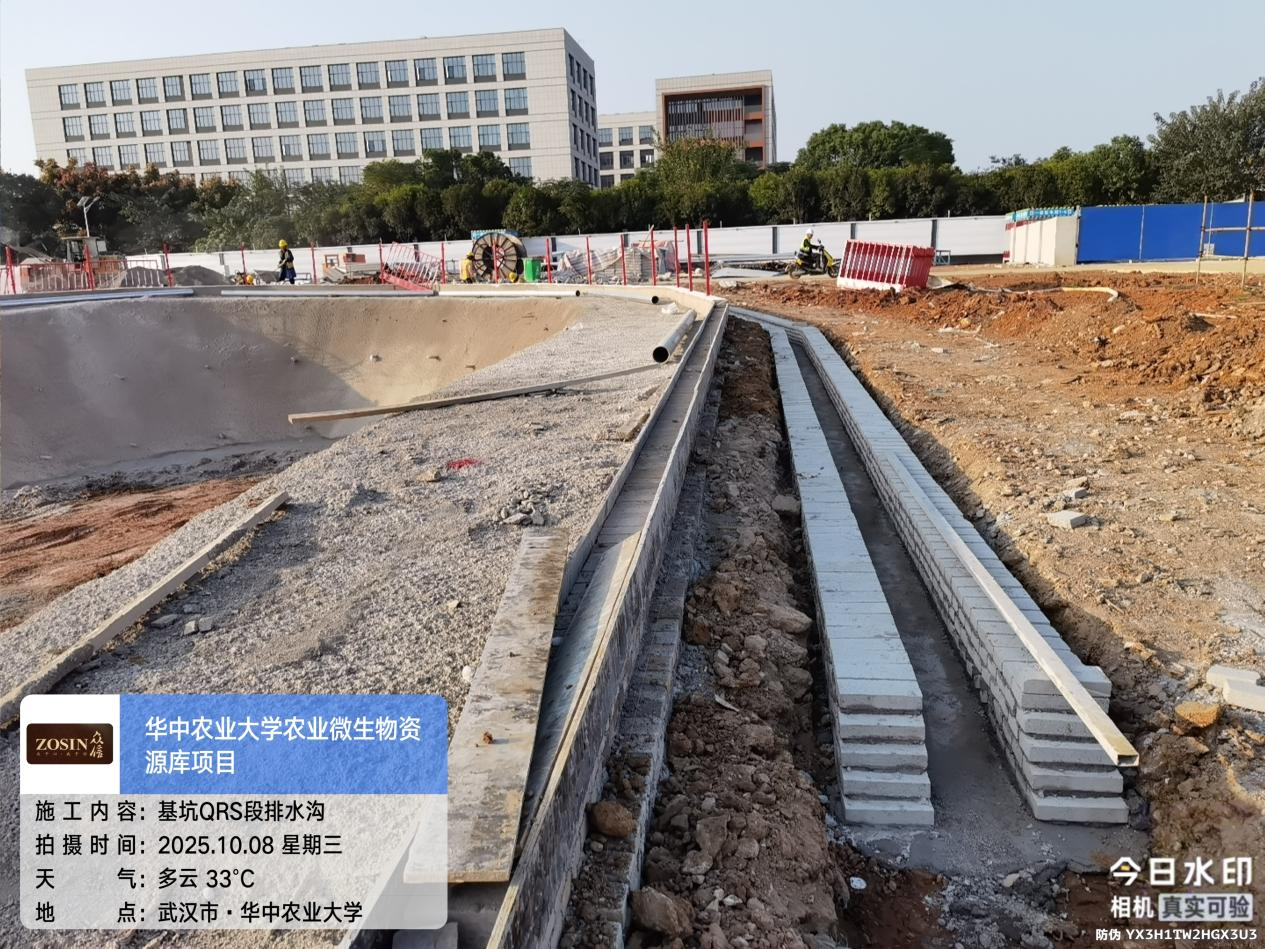 ZOSIN 众信
华中农业大学农业微生物资
源库项目
施工内容：基坑QRS段排水沟
拍摄时间：2025.10.08 星期三
天气：多云 33℃
地点：武汉市·华中农业大学
今日水印
相机 真实可验
防伪 YX3H1TW2HGX3U3